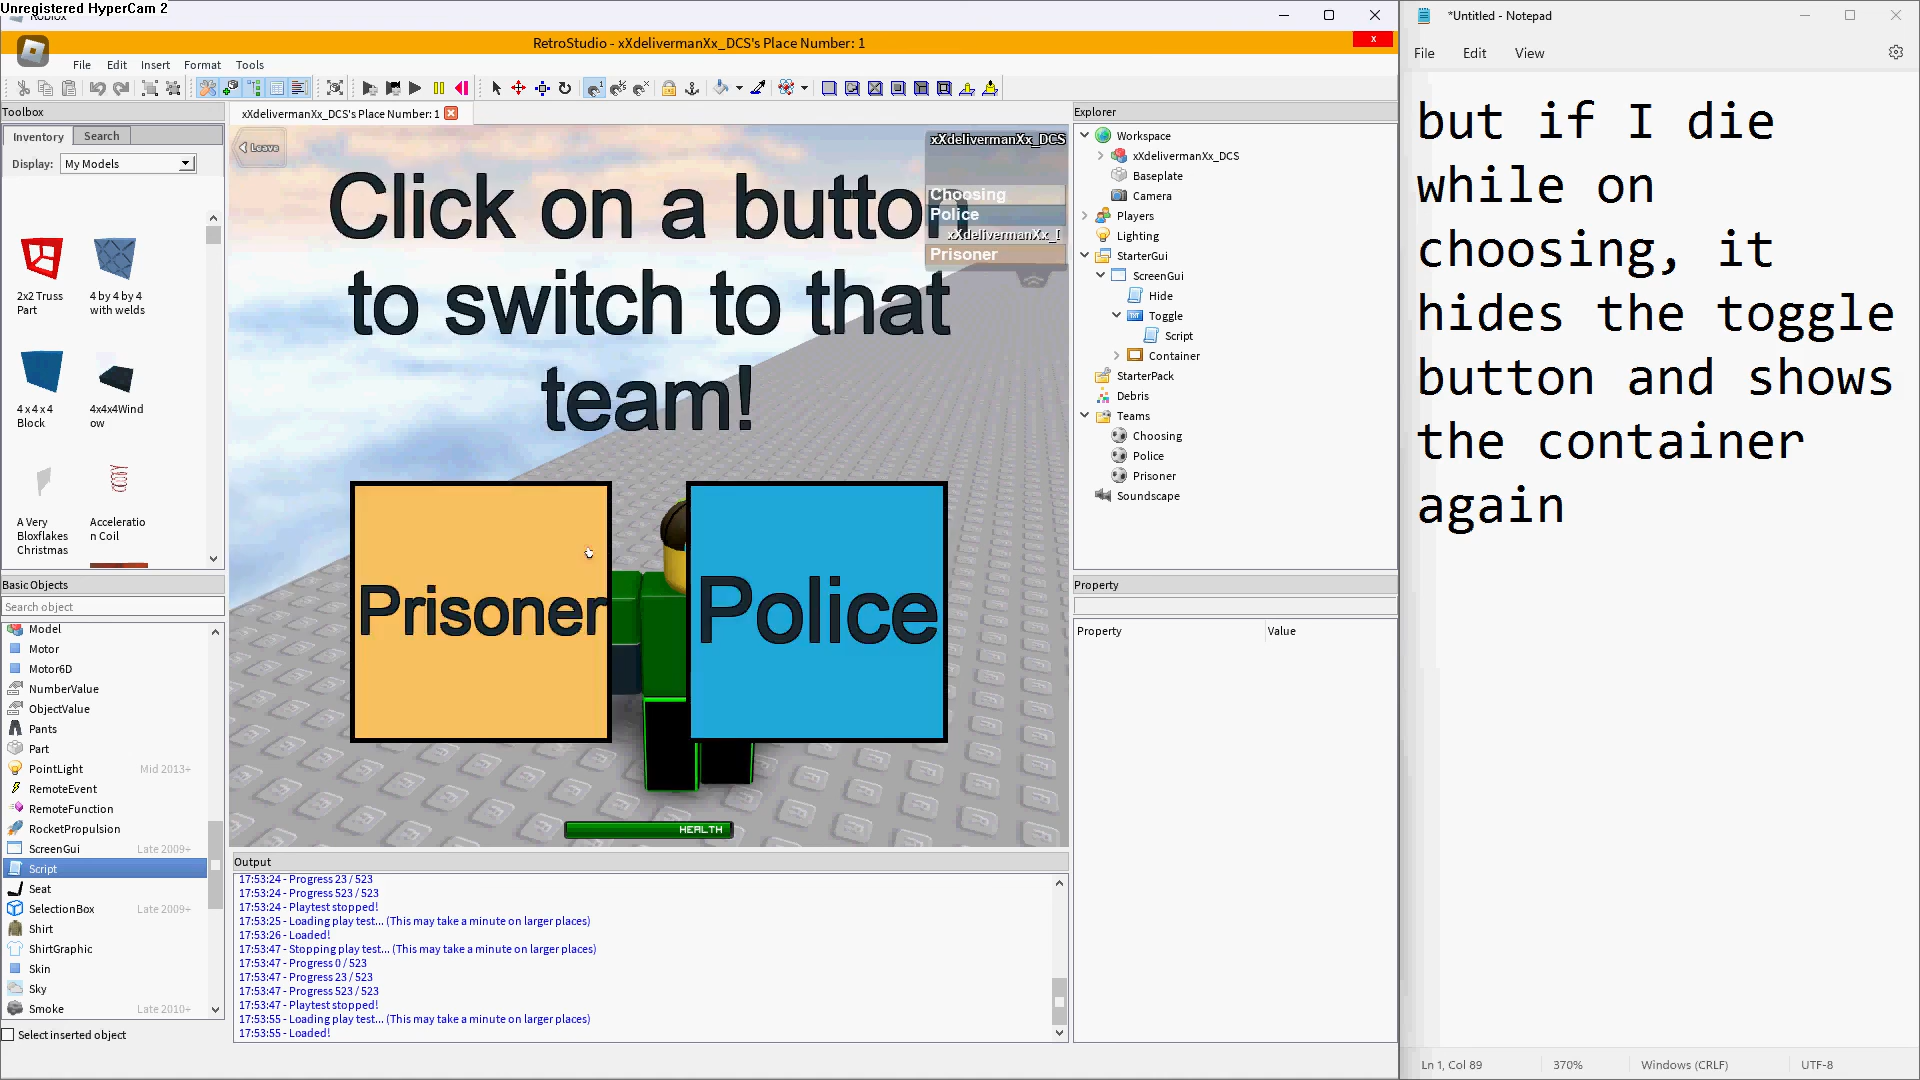 Unregistered HyperCam 2
Roblox
RetroStudio - xXdelivermanXx_DCS's Place Number: 1
x
File Edit Insert Format Tools
Toolbox
Inventory Search
Display: My Models
2x2 Truss Part
4 by 4 by 4 with welds
4 x 4 x 4 Block
4x4x4Window
A Very Bloxflakes Christmas
Acceleration Coil
Basic Objects
Search object
Model
Motor
Motor6D
NumberValue
ObjectValue
Pants
Part
PointLight Mid 2013+
RemoteEvent
RemoteFunction
RocketPropulsion
ScreenGui Late 2009+
Script
Seat
SelectionBox Late 2009+
Shirt
ShirtGraphic
Skin
Sky
Smoke Late 2010+
Select inserted object
xXdelivermanXx_DCS's Place Number: 1
Leave
Click on a button
to switch to that
team!
xXdelivermanXx_DCS
Choosing
Police
xXdelivermanXx_
Prisoner
Prisoner
Police
HEALTH
Output
17:53:24 - Progress 23 / 523
17:53:24 - Progress 523 / 523
17:53:24 - Playtest stopped!
17:53:25 - Loading play test... (This may take a minute on larger places)
17:53:26 - Loaded!
17:53:47 - Stopping play test... (This may take a minute on larger places)
17:53:47 - Progress 0 / 523
17:53:47 - Progress 23 / 523
17:53:47 - Progress 523 / 523
17:53:47 - Playtest stopped!
17:53:55 - Loading play test... (This may take a minute on larger places)
17:53:55 - Loaded!
Explorer
Workspace
xXdelivermanXx_DCS
Baseplate
Camera
Players
Lighting
StarterGui
ScreenGui
Hide
Toggle
Script
Container
StarterPack
Debris
Teams
Choosing
Police
Prisoner
Soundscape
Property
Property Value
*Untitled - Notepad
File Edit View
but if I die
while on
choosing, it
hides the toggle
button and shows
the container
again
Ln 1, Col 89 370% Windows (CRLF) UTF-8